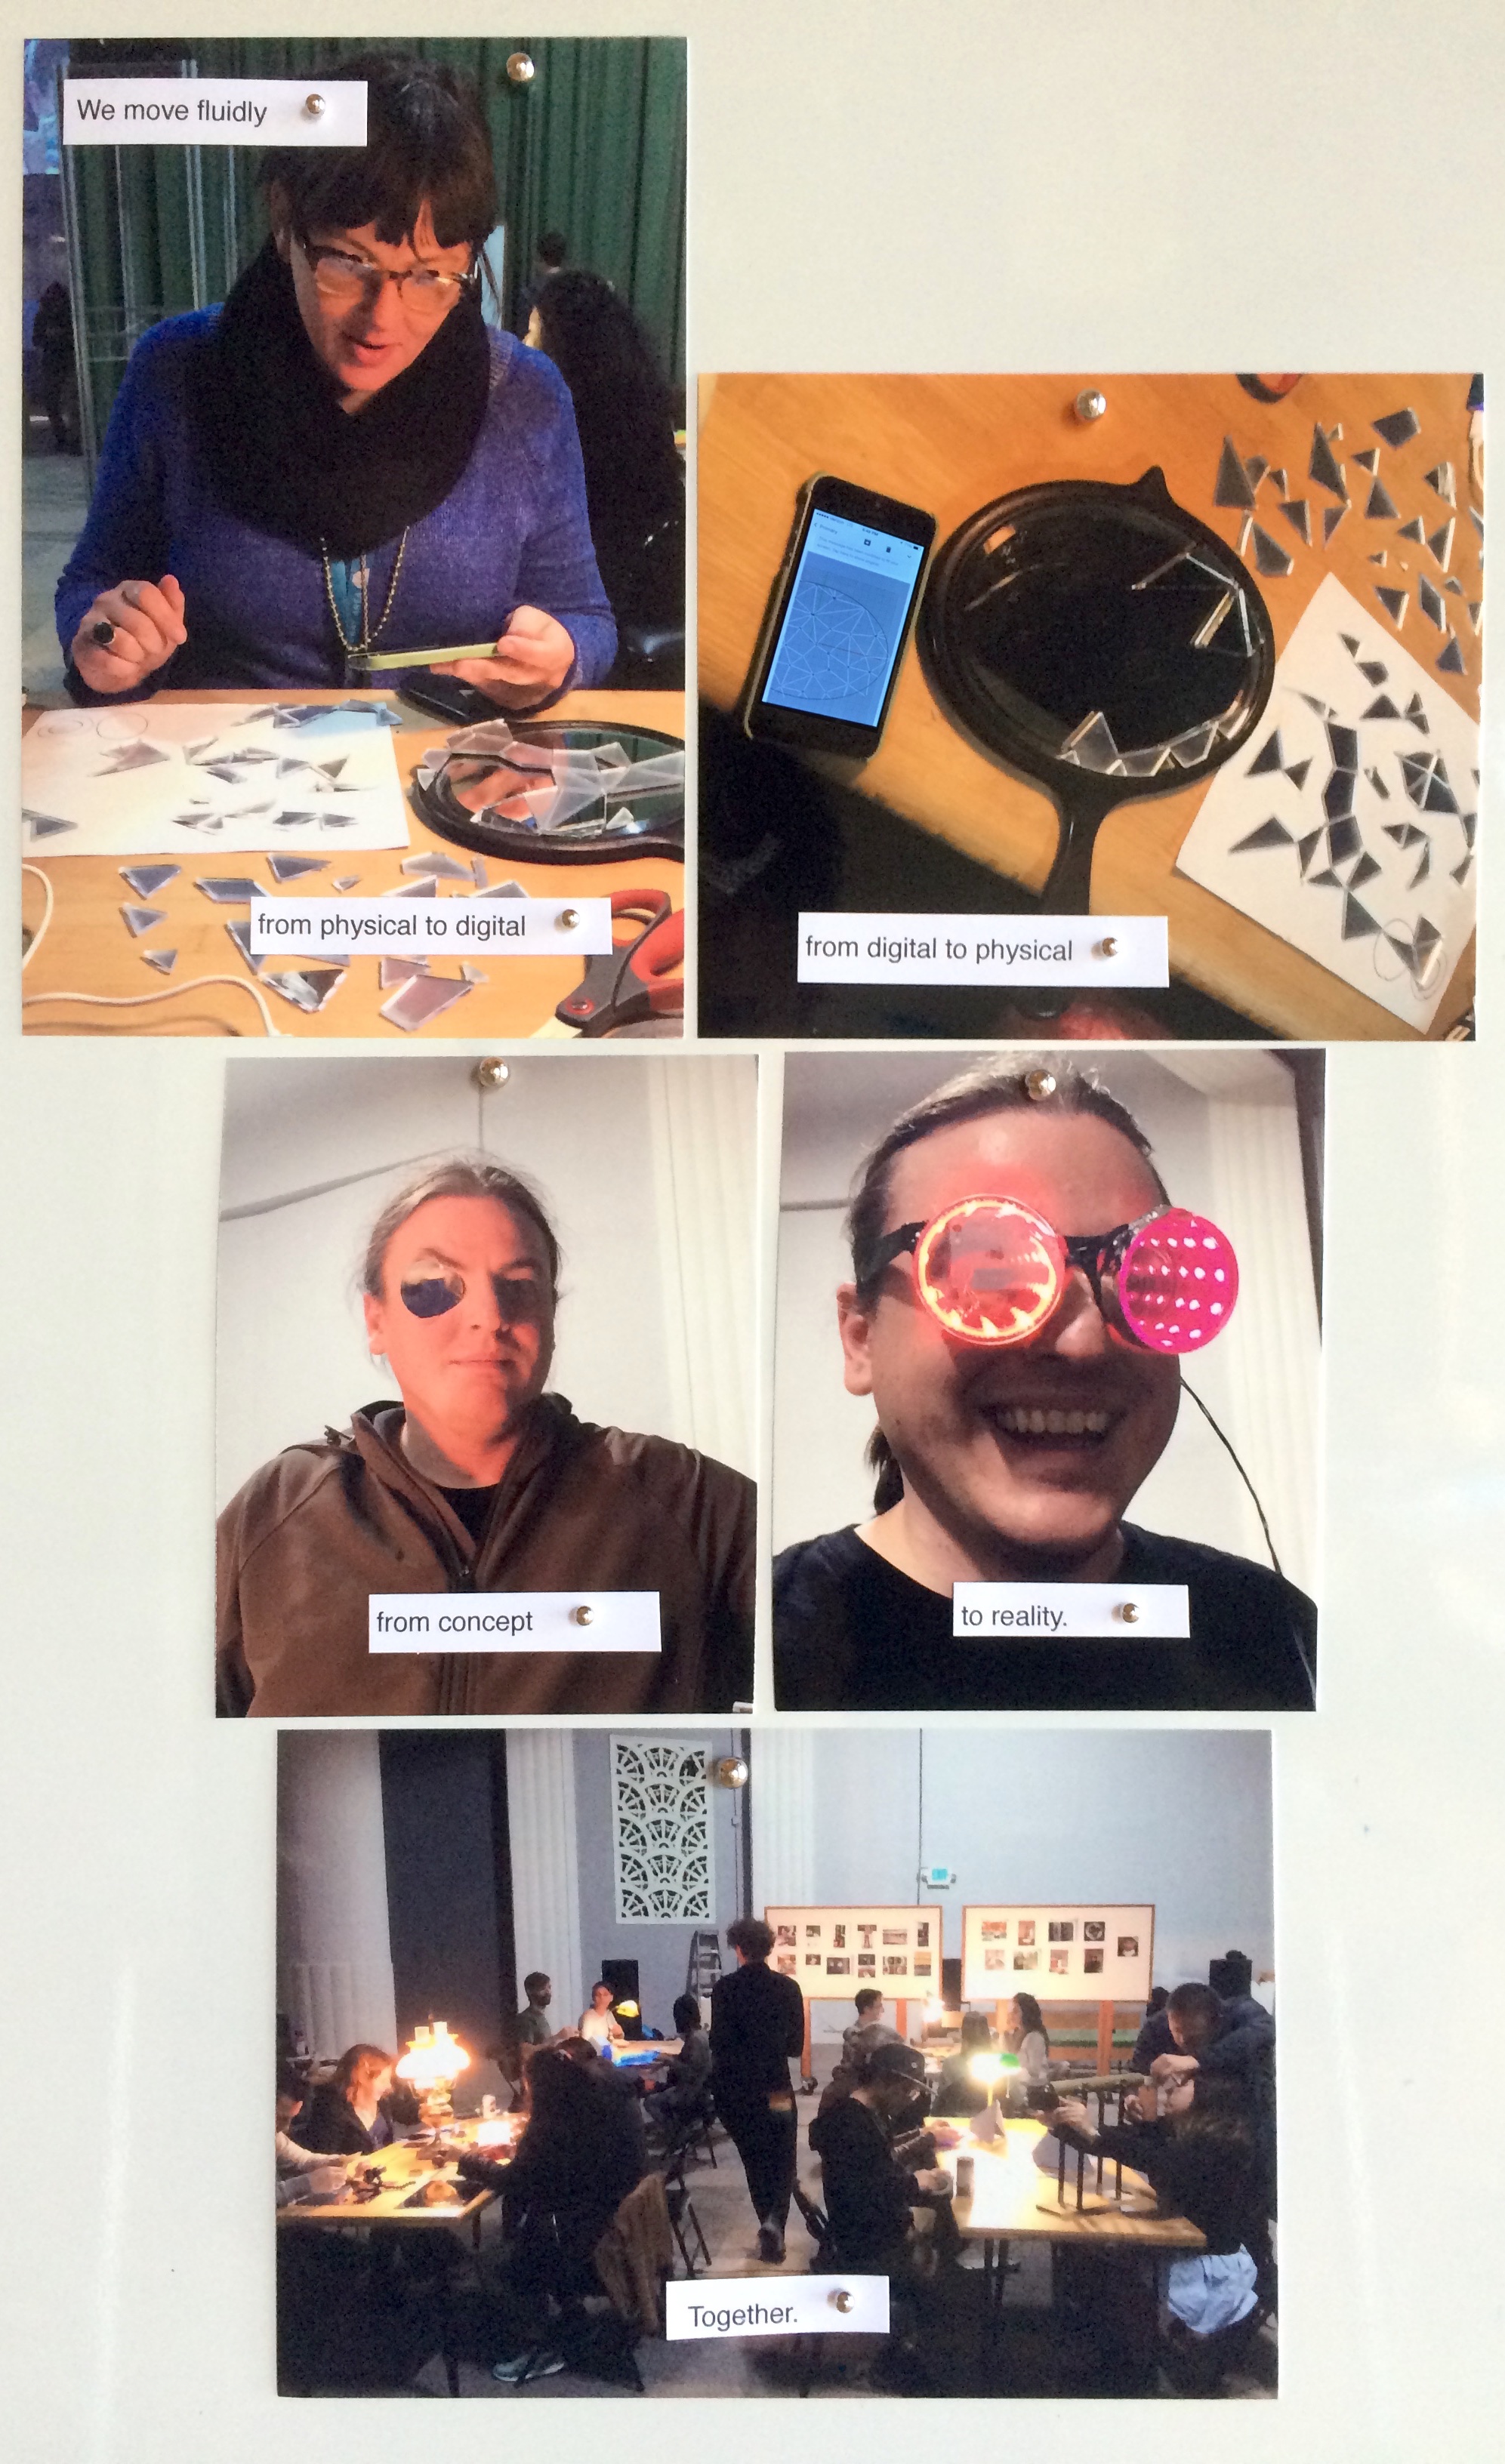 We move fluidly
from physical to digital
from digital to physical
from concept
to reality.
Together.